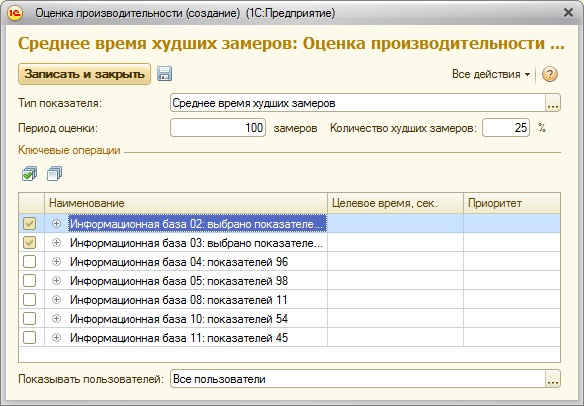 Оценка производительности (создание) (1С:Предприятие)
Среднее время худших замеров: Оценка производительности ...
Записать и закрыть
Все действия
?
Тип показателя: Среднее время худших замеров ...
Период оценки: 100 замеров Количество худших замеров: 25 %
Ключевые операции
Наименование Целевое время, сек. Приоритет
Информационная база 02: выбрано показателе...
Информационная база 03: выбрано показателе...
Информационная база 04: показателей 96
Информационная база 05: показателей 98
Информационная база 08: показателей 11
Информационная база 10: показателей 54
Информационная база 11: показателей 45
Показывать пользователей: Все пользователи ...